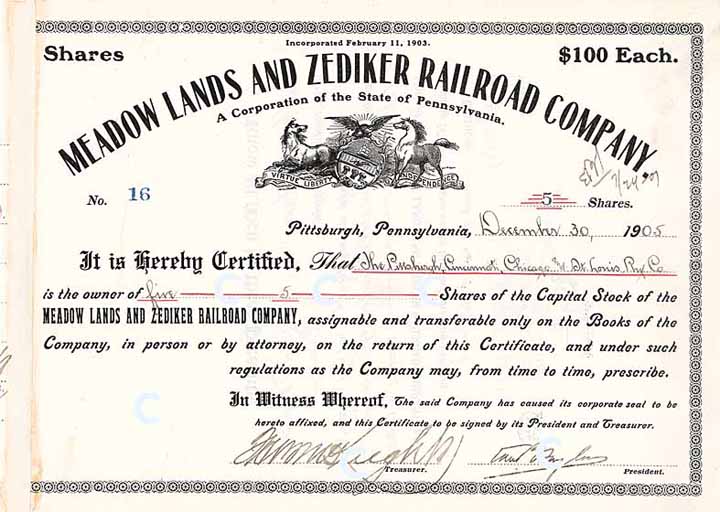 Incorporated February 11, 1903.
Shares $100 Each.
MEADOW LANDS AND ZEDIKER RAILROAD COMPANY
A Corporation of the State of Pennsylvania.
VIRTUE LIBERTY INDEPENDENCE
No. 16 5 Shares.
Pittsburgh, Pennsylvania, December 30, 1905
It is Hereby Certified, That The Pittsburgh, Cincinnati, Chicago & St. Louis Ry. Co.
is the owner of five 5 Shares of the Capital Stock of the
MEADOW LANDS AND ZEDIKER RAILROAD COMPANY, assignable and transferable only on the Books of the
Company, in person or by attorney, on the return of this Certificate, and under such
regulations as the Company may, from time to time, prescribe.
In Witness Whereof, The said Company has caused its corporate seal to be
hereto affixed, and this Certificate to be signed by its President and Treasurer.
Treasurer. President.